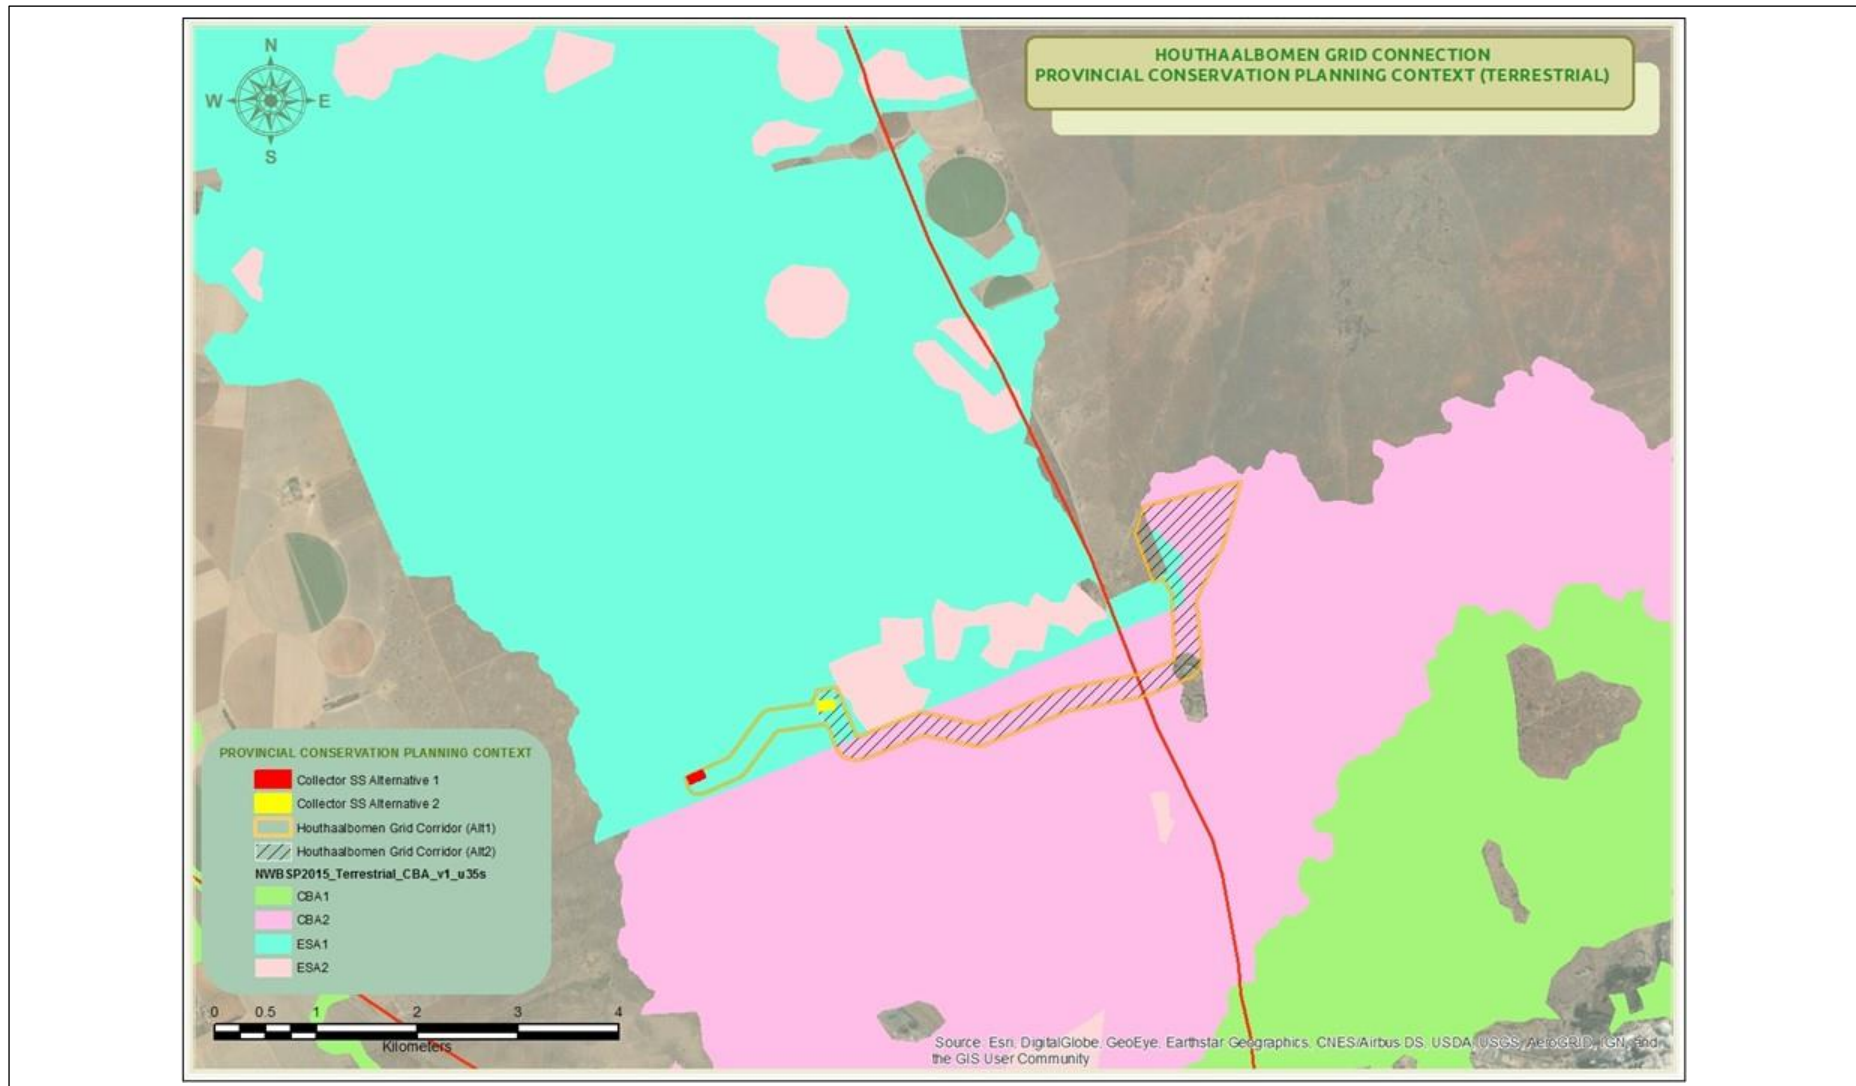 N
W
E
S
HOUTHAALBOMEN GRID CONNECTION
PROVINCIAL CONSERVATION PLANNING CONTEXT (TERRESTRIAL)
PROVINCIAL CONSERVATION PLANNING CONTEXT
Collector SS Alternative 1
Collector SS Alternative 2
Houthaalbomen Grid Corridor (Alt1)
Houthaalbomen Grid Corridor (Alt2)
NWBSP2015_Terrestrial_CBA_v1_u35s
CBA1
CBA2
ESA1
ESA2
0 0.5 1 2 3 4
Kilometers
Source: Esri, DigitalGlobe, GeoEye, Earthstar Geographics, CNES/Airbus DS, USDA, USGS, AeroGRID, IGN, and
the GIS User Community